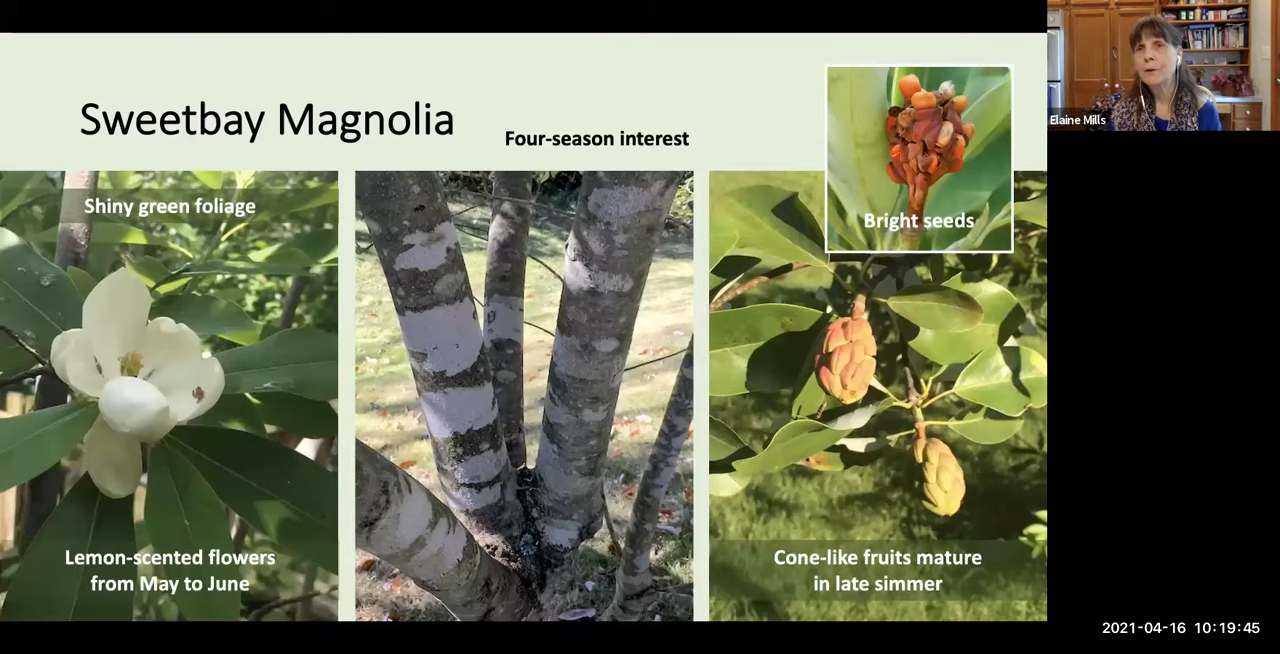 Sweetbay Magnolia
Four-season interest
Elaine Mills
Shiny green foliage
Bright seeds
Lemon-scented flowers
from May to June
Cone-like fruits mature
in late simmer
2021-04-16 10:19:45